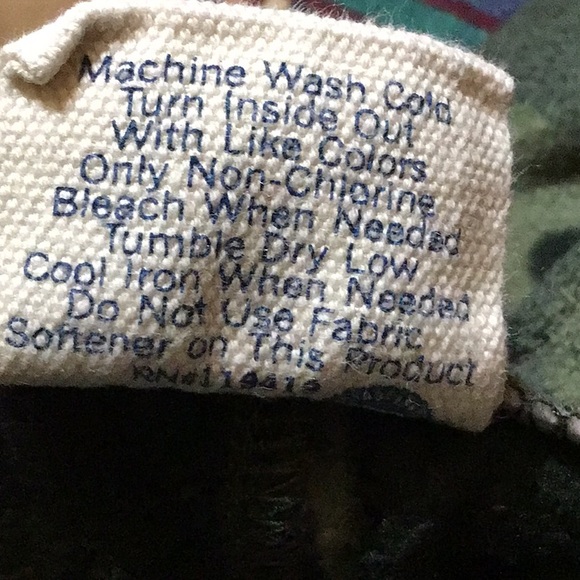 Machine Wash Cold
Turn Inside Out
With Like Colors
Only Non-Chlorine
Bleach When Needed
Tumble Dry Low
Cool Iron When Needed
Do Not Use Fabric
Softener on This Product